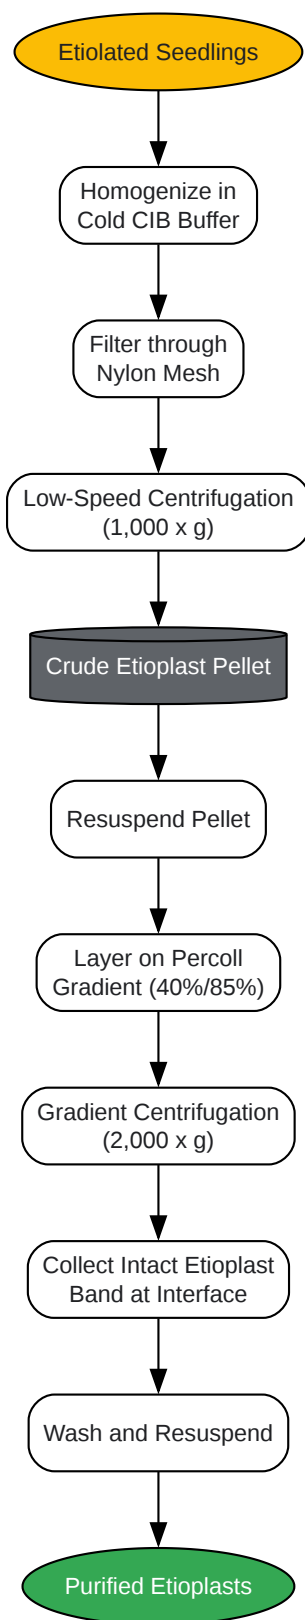 Etiolated Seedlings
Homogenize in
Cold CIB Buffer
Filter through
Nylon Mesh
Low-Speed Centrifugation
(1,000 x g)
Crude Etioplast Pellet
Resuspend Pellet
Layer on Percoll
Gradient (40%/85%)
Gradient Centrifugation
(2,000 x g)
Collect Intact Etioplast
Band at Interface
Wash and Resuspend
Purified Etioplasts